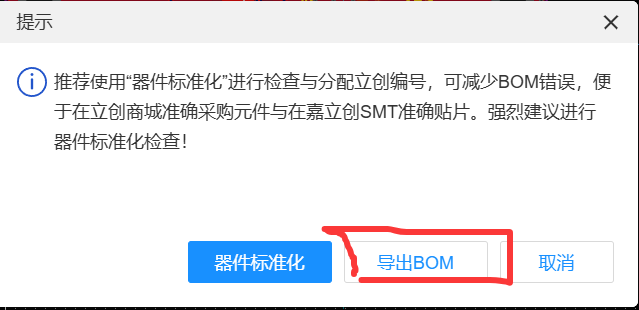 提示
推荐使用“器件标准化”进行检查与分配立创编号，可减少BOM错误，便
于在立创商城准确采购元件与在嘉立创SMT准确贴片。强烈建议进行
器件标准化检查！
器件标准化
导出BOM
取消